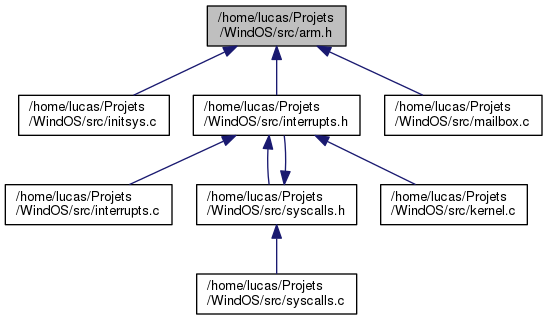 /home/lucas/Projets
/WindOS/src/arm.h
/home/lucas/Projets
/WindOS/src/initsys.c
/home/lucas/Projets
/WindOS/src/interrupts.h
/home/lucas/Projets
/WindOS/src/mailbox.c
/home/lucas/Projets
/WindOS/src/interrupts.c
/home/lucas/Projets
/WindOS/src/syscalls.h
/home/lucas/Projets
/WindOS/src/kernel.c
/home/lucas/Projets
/WindOS/src/syscalls.c